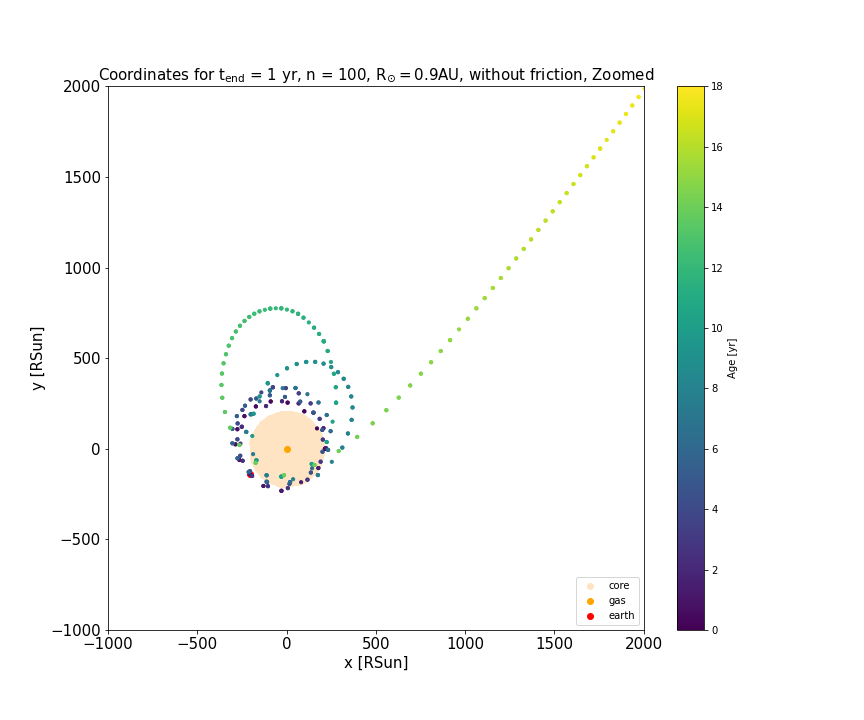 Coordinates for t_end = 1 yr, n = 100, R_⊙ = 0.9AU, without friction, Zoomed
2000
1500
1000
500
0
−500
−1000
y [RSun]
−1000 −500 0 500 1000 1500 2000
x [RSun]
core
gas
earth
18
16
14
12
10
8
6
4
2
0
Age [yr]